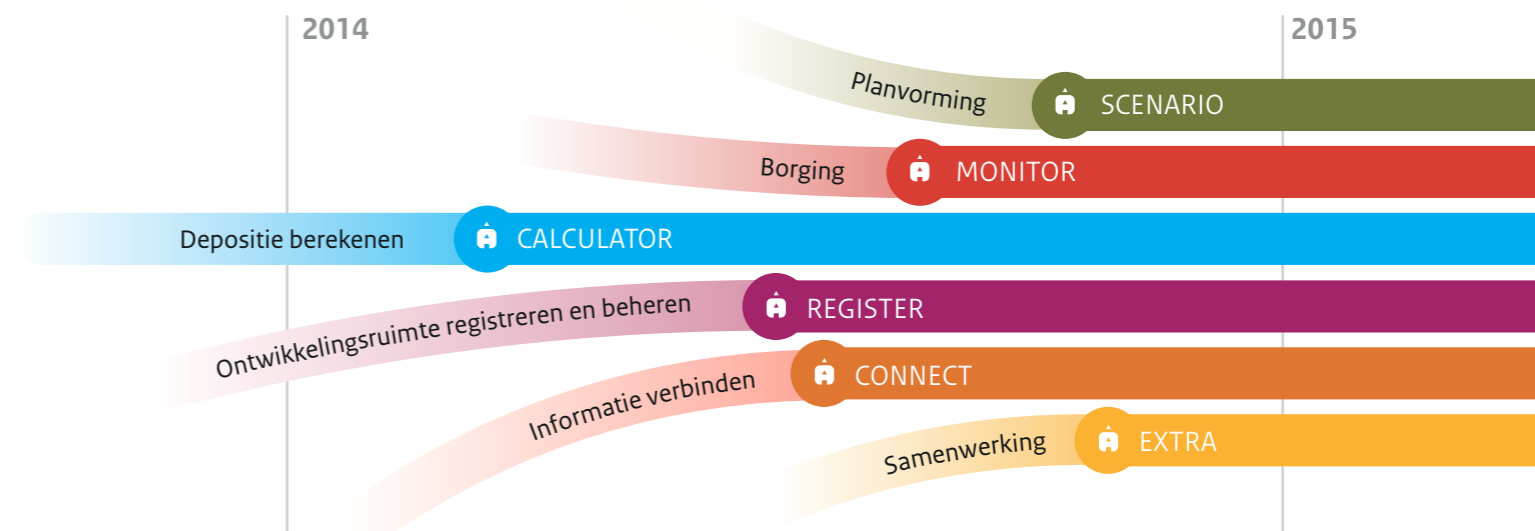 2014
2015
Planvorming
SCENARIO
Borging
MONITOR
Depositie berekenen
CALCULATOR
Ontwikkelingsruimte registreren en beheren
REGISTER
Informatie verbinden
CONNECT
Samenwerking
EXTRA